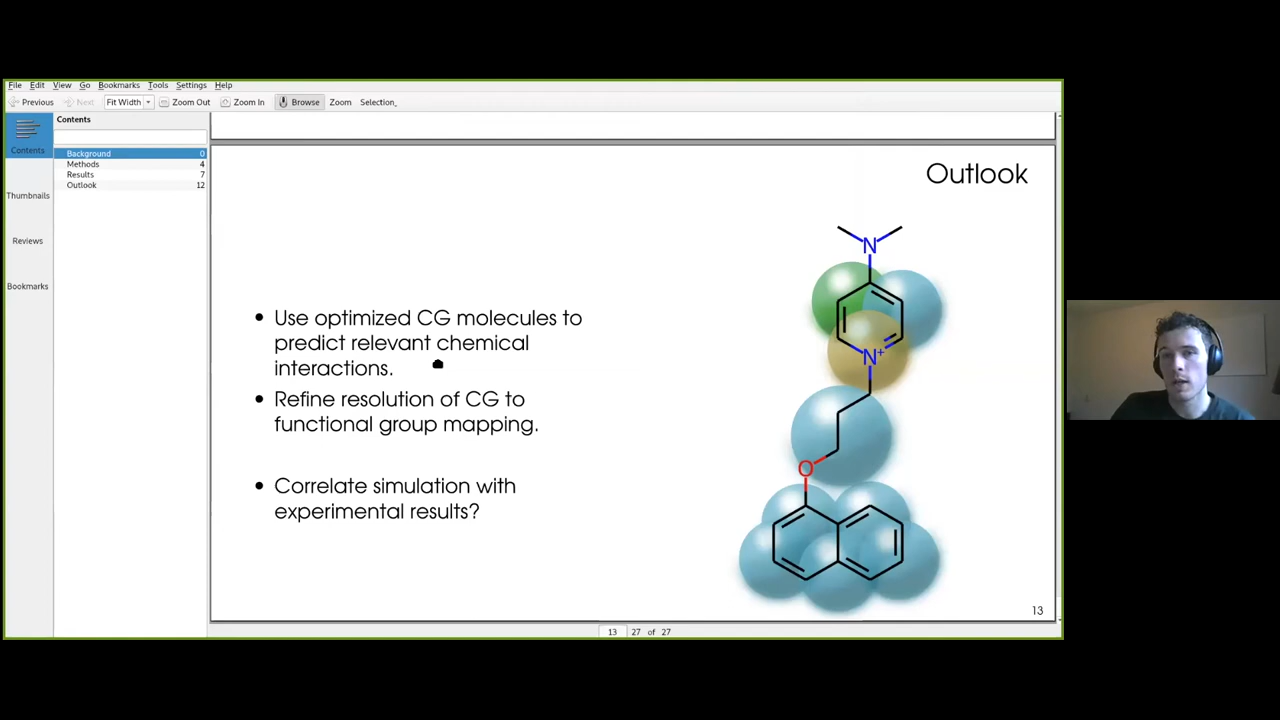 File Edit View Go Bookmarks Tools Settings Help
Previous Next Fit Width Zoom Out Zoom In Browse Zoom Selection
Contents
Contents
Background 0
Methods 4
Results 7
Outlook 12
Thumbnails
Reviews
Bookmarks
Outlook
• Use optimized CG molecules to
predict relevant chemical
interactions.
• Refine resolution of CG to
functional group mapping.
• Correlate simulation with
experimental results?
N
N+
O
13
13 27 of 27